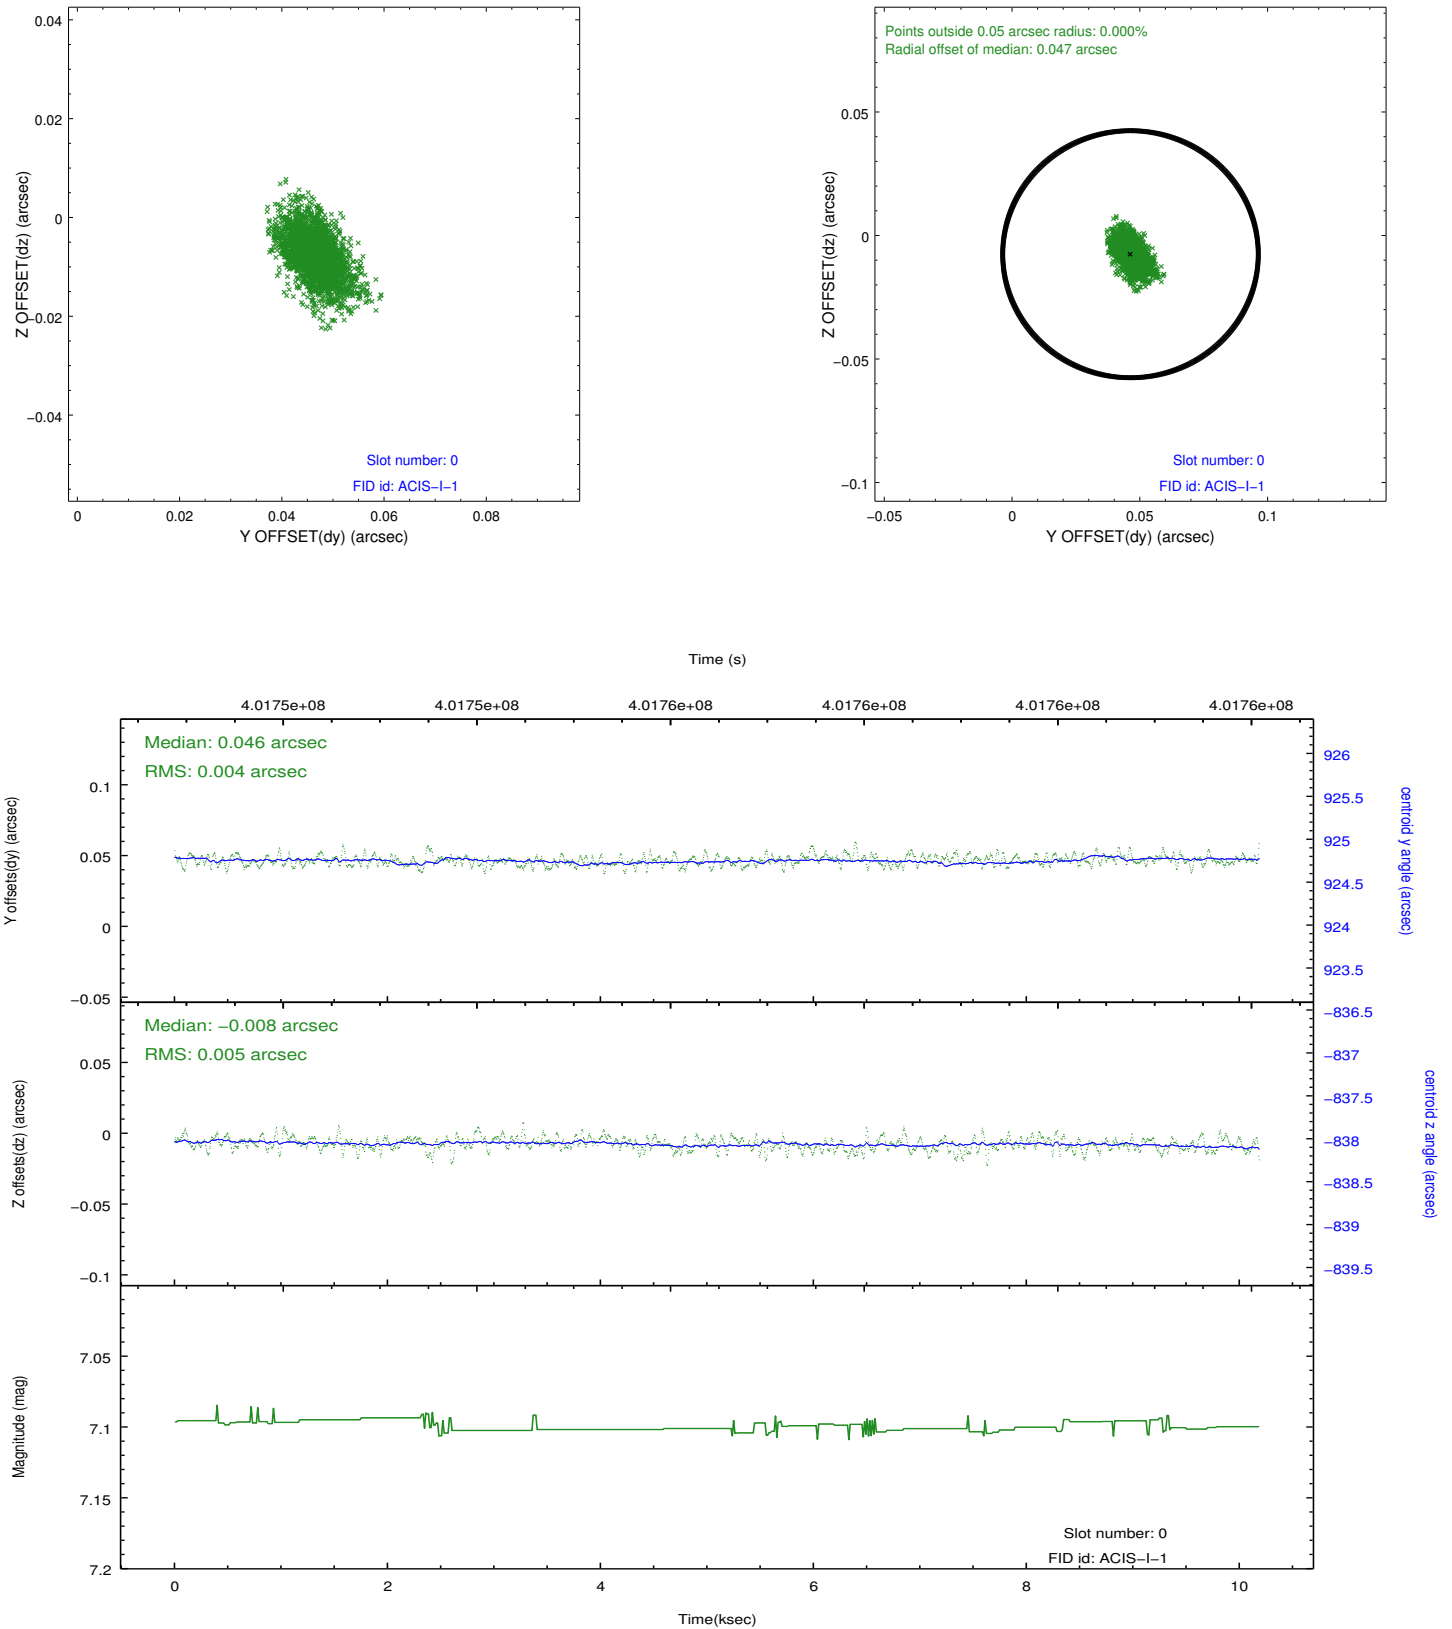 0.04
0.02
0
−0.02
−0.04
Z OFFSET(dz) (arcsec)
Slot number: 0
FID id: ACIS−I−1
0 0.02 0.04 0.06 0.08
Y OFFSET(dy) (arcsec)
Points outside 0.05 arcsec radius: 0.000%
Radial offset of median: 0.047 arcsec
0.05
0
−0.05
−0.1
Z OFFSET(dz) (arcsec)
Slot number: 0
FID id: ACIS−I−1
−0.05 0 0.05 0.1
Y OFFSET(dy) (arcsec)
Time (s)
4.0175e+08 4.0175e+08 4.0176e+08 4.0176e+08 4.0176e+08 4.0176e+08
Median: 0.046 arcsec
RMS: 0.004 arcsec
0.1
0.05
0
−0.05
Y offsets(dy) (arcsec)
926
925.5
925
924.5
924
923.5
centroid y angle (arcsec)
Median: −0.008 arcsec
RMS: 0.005 arcsec
0.05
0
−0.05
−0.1
Z offsets(dz) (arcsec)
−836.5
−837
−837.5
−838
−838.5
−839
−839.5
centroid z angle (arcsec)
7.05
7.1
7.15
7.2
Magnitude (mag)
Slot number: 0
FID id: ACIS−I−1
0 2 4 6 8 10
Time(ksec)